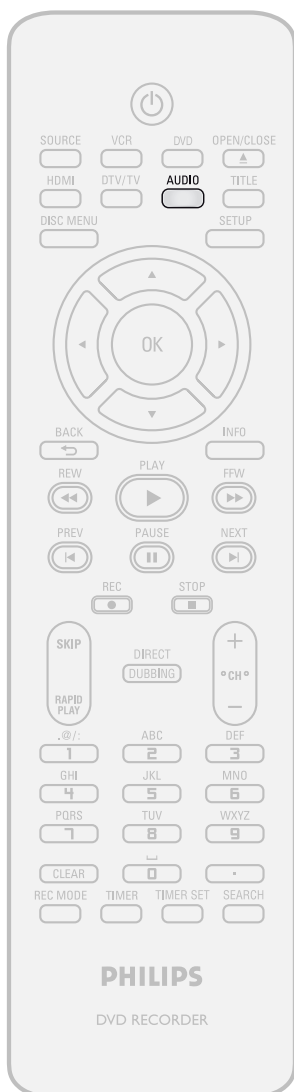 SOURCE VCR DVD OPEN/CLOSE
HDMI DTV/TV AUDIO TITLE
DISC MENU SETUP
OK
BACK INFO
REW PLAY FFW
PREV PAUSE NEXT
REC STOP
SKIP
RAPID
PLAY
DIRECT
DUBBING
+
CH
–
.@/: ABC DEF
1 2 3
GHI JKL MNO
4 5 6
PQRS TUV WXYZ
7 8 9
CLEAR 0 .
REC MODE TIMER TIMER SET SEARCH
PHILIPS
DVD RECORDER